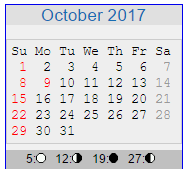 October 2017
Su Mo Tu We Th Fr Sa
1 2 3 4 5 6 7
8 9 10 11 12 13 14
15 16 17 18 19 20 21
22 23 24 25 26 27 28
29 30 31
5: 12: 19: 27: